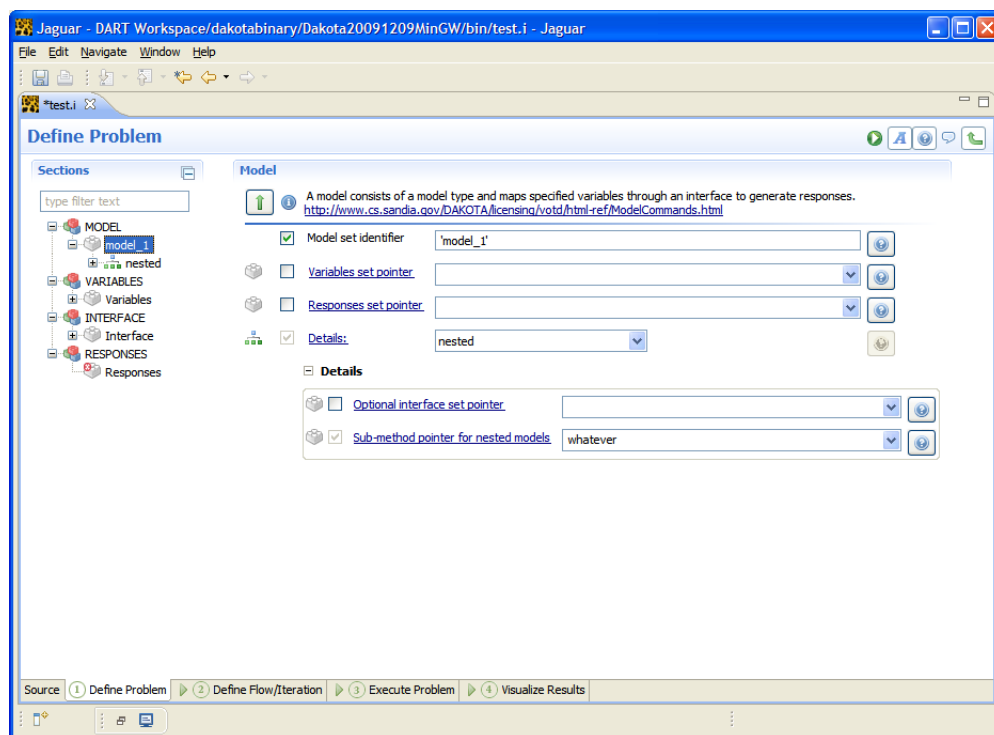 Jaguar - DART Workspace/dakotabinary/Dakota20091209MinGW/bin/test.i - Jaguar
File Edit Navigate Window Help
*test.i
Define Problem
Sections
type filter text
MODEL
model_1
nested
VARIABLES
Variables
INTERFACE
Interface
RESPONSES
Responses
Model
A model consists of a model type and maps specified variables through an interface to generate responses.
http://www.cs.sandia.gov/DAKOTA/licensing/votd/html-ref/ModelCommands.html
Model set identifier 'model_1'
Variables set pointer
Responses set pointer
Details: nested
Details
Optional interface set pointer
Sub-method pointer for nested models whatever
Source 1 Define Problem 2 Define Flow/Iteration 3 Execute Problem 4 Visualize Results